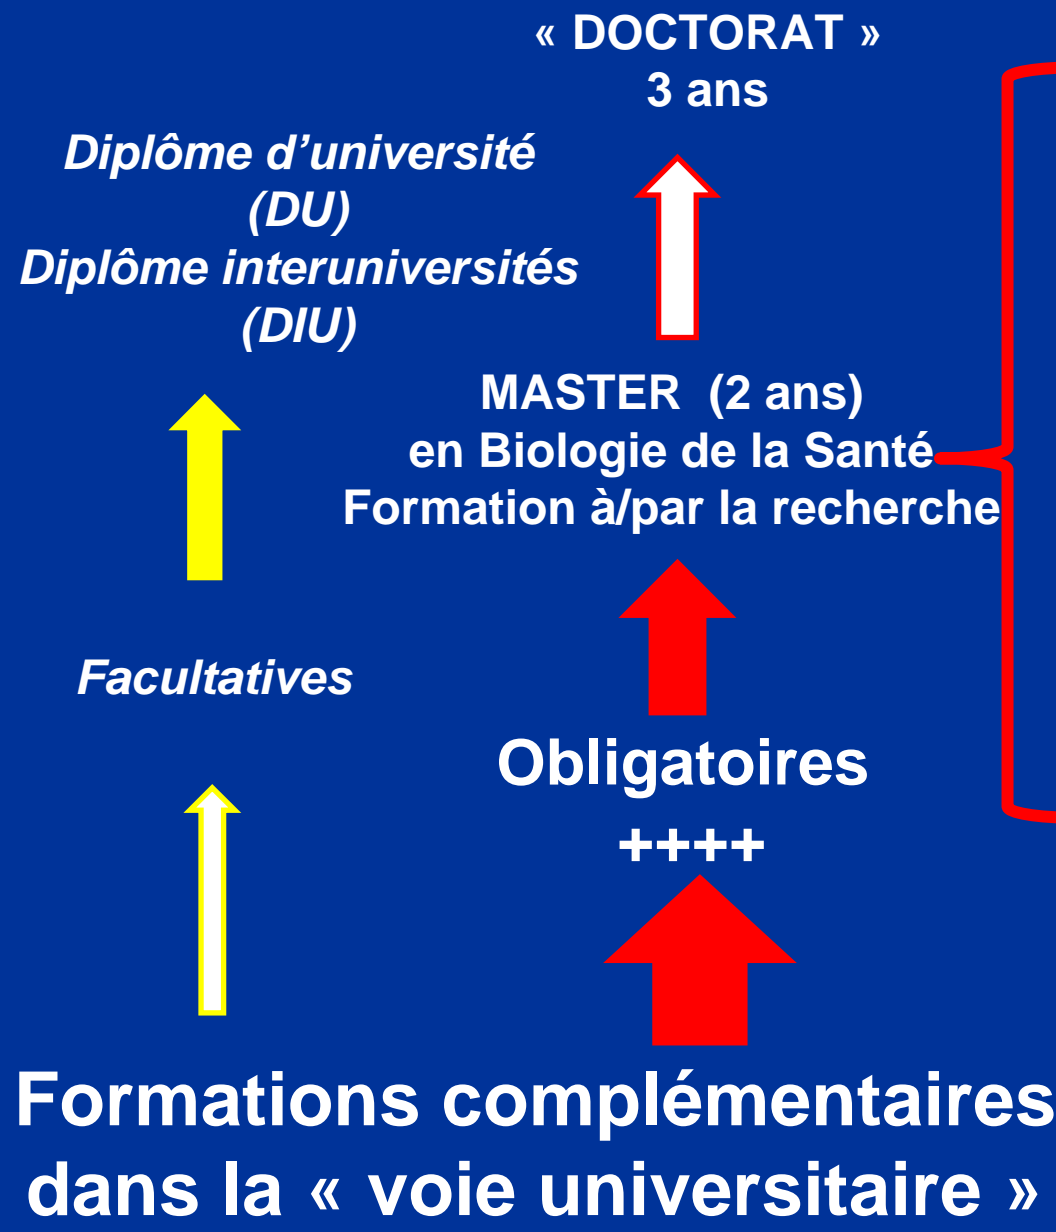 « DOCTORAT »
3 ans
Diplôme d’université
(DU)
Diplôme interuniversités
(DIU)
MASTER (2 ans)
en Biologie de la Santé
Formation à/par la recherche
Facultatives
Obligatoires
++++
Formations complémentaires
dans la « voie universitaire »